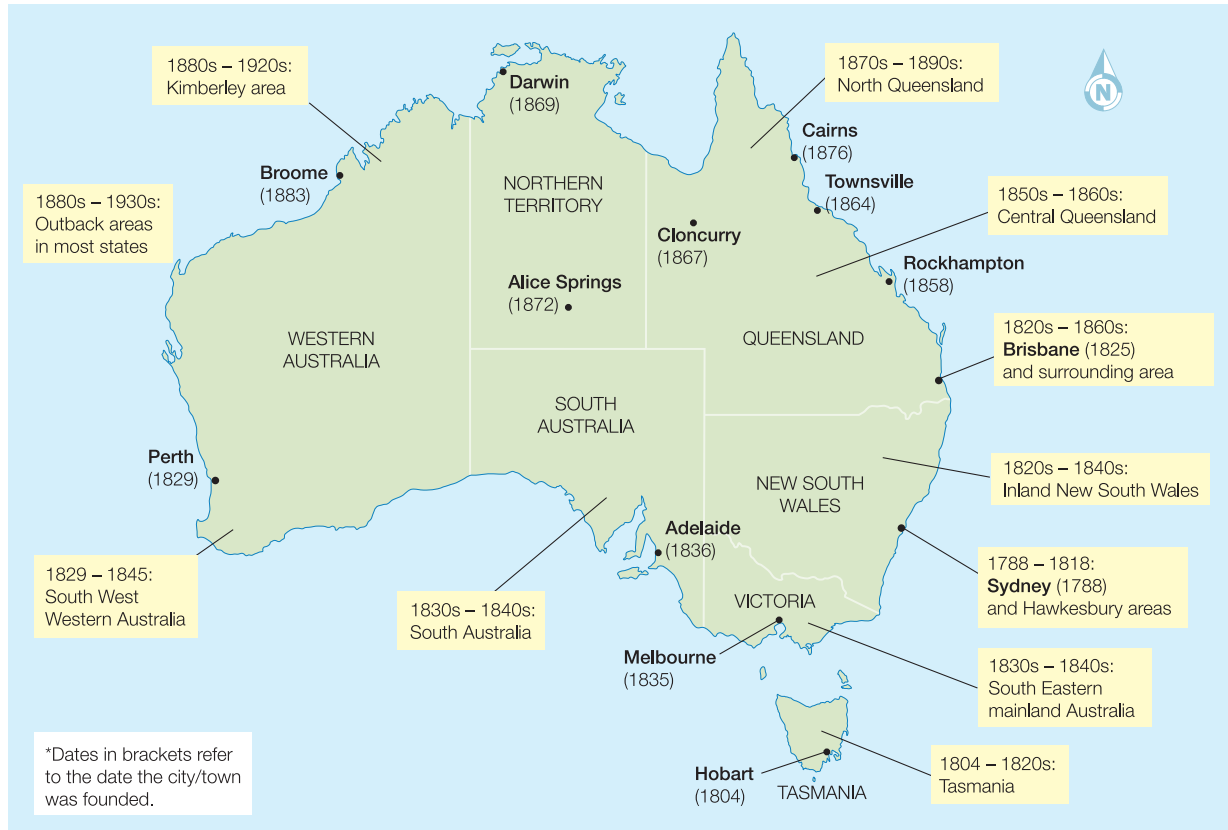 1880s – 1920s:
Kimberley area
Darwin
(1869)
1870s – 1890s:
North Queensland
N
Cairns
(1876)
Broome
(1883)
NORTHERN
TERRITORY
Townsville
(1864)
1880s – 1930s:
Outback areas
in most states
1850s – 1860s:
Central Queensland
Cloncurry
(1867)
Rockhampton
(1858)
Alice Springs
(1872)
WESTERN
AUSTRALIA
QUEENSLAND
1820s – 1860s:
Brisbane (1825)
and surrounding area
SOUTH
AUSTRALIA
Perth
(1829)
NEW SOUTH
WALES
1820s – 1840s:
Inland New South Wales
Adelaide
(1836)
1829 – 1845:
South West
Western Australia
1830s – 1840s:
South Australia
VICTORIA
1788 – 1818:
Sydney (1788)
and Hawkesbury areas
Melbourne
(1835)
1830s – 1840s:
South Eastern
mainland Australia
*Dates in brackets refer
to the date the city/town
was founded.
Hobart
(1804)
TASMANIA
1804 – 1820s:
Tasmania